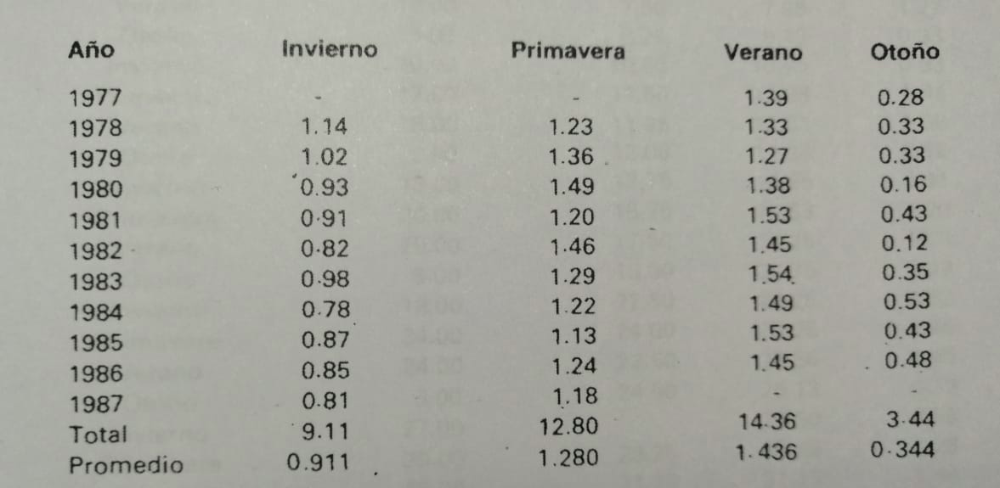 Año Invierno Primavera Verano Otoño
1977 - - 1.39 0.28
1978 1.14 1.23 1.33 0.33
1979 1.02 1.36 1.27 0.33
1980 0.93 1.49 1.38 0.16
1981 0.91 1.20 1.53 0.43
1982 0.82 1.46 1.45 0.12
1983 0.98 1.29 1.54 0.35
1984 0.78 1.22 1.49 0.53
1985 0.87 1.13 1.53 0.43
1986 0.85 1.24 1.45 0.48
1987 0.81 1.18 - -
Total 9.11 12.80 14.36 3.44
Promedio 0.911 1.280 1.436 0.344